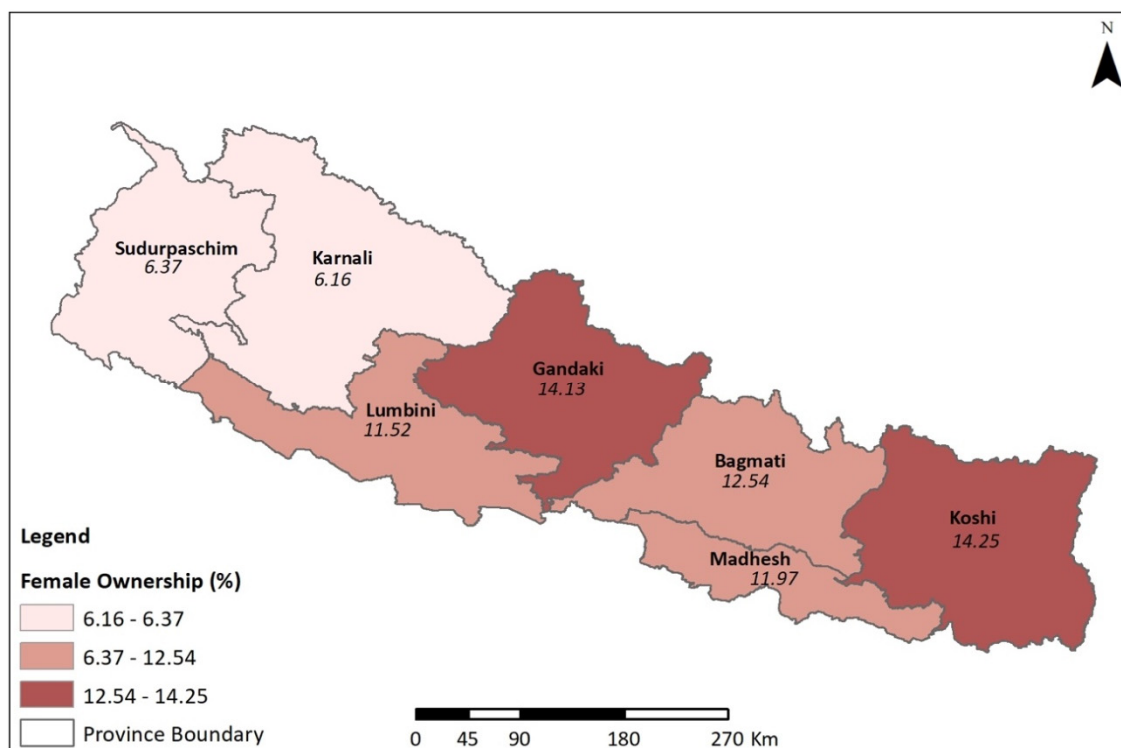 N
Sudurpaschim
6.37
Karnali
6.16
Gandaki
14.13
Lumbini
11.52
Bagmati
12.54
Koshi
14.25
Madhesh
11.97
Legend
Female Ownership (%)
6.16 - 6.37
6.37 - 12.54
12.54 - 14.25
Province Boundary
0 45 90 180 270 Km